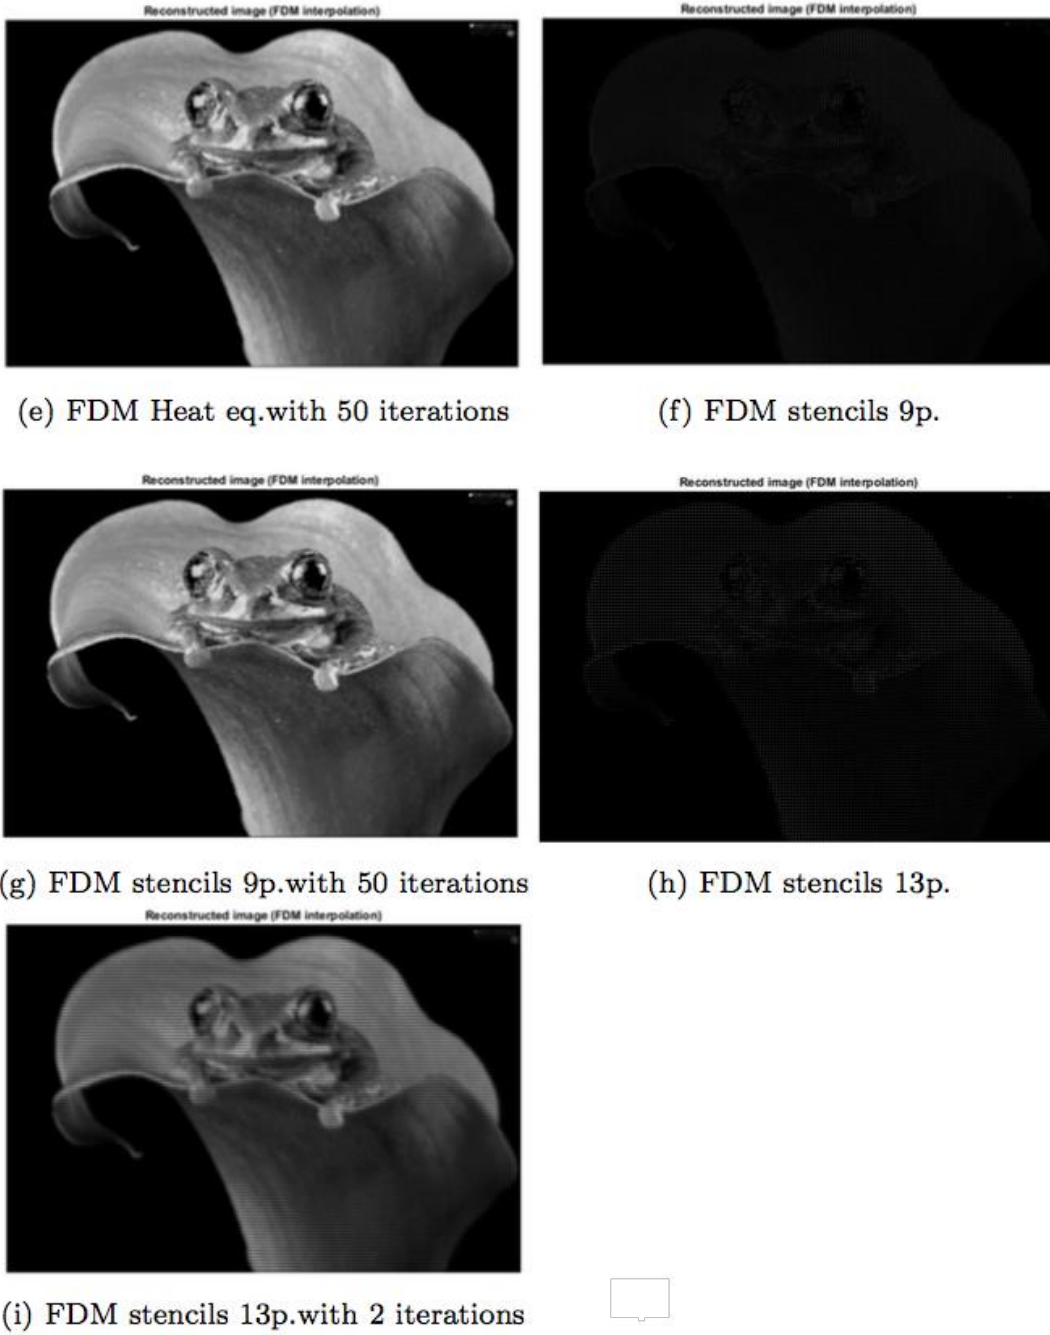 Reconstructed image (FDM interpolation)
Reconstructed image (FDM interpolation)
(e) FDM Heat eq.with 50 iterations
(f) FDM stencils 9p.
Reconstructed image (FDM interpolation)
Reconstructed image (FDM interpolation)
(g) FDM stencils 9p.with 50 iterations
(h) FDM stencils 13p.
Reconstructed image (FDM interpolation)
(i) FDM stencils 13p.with 2 iterations